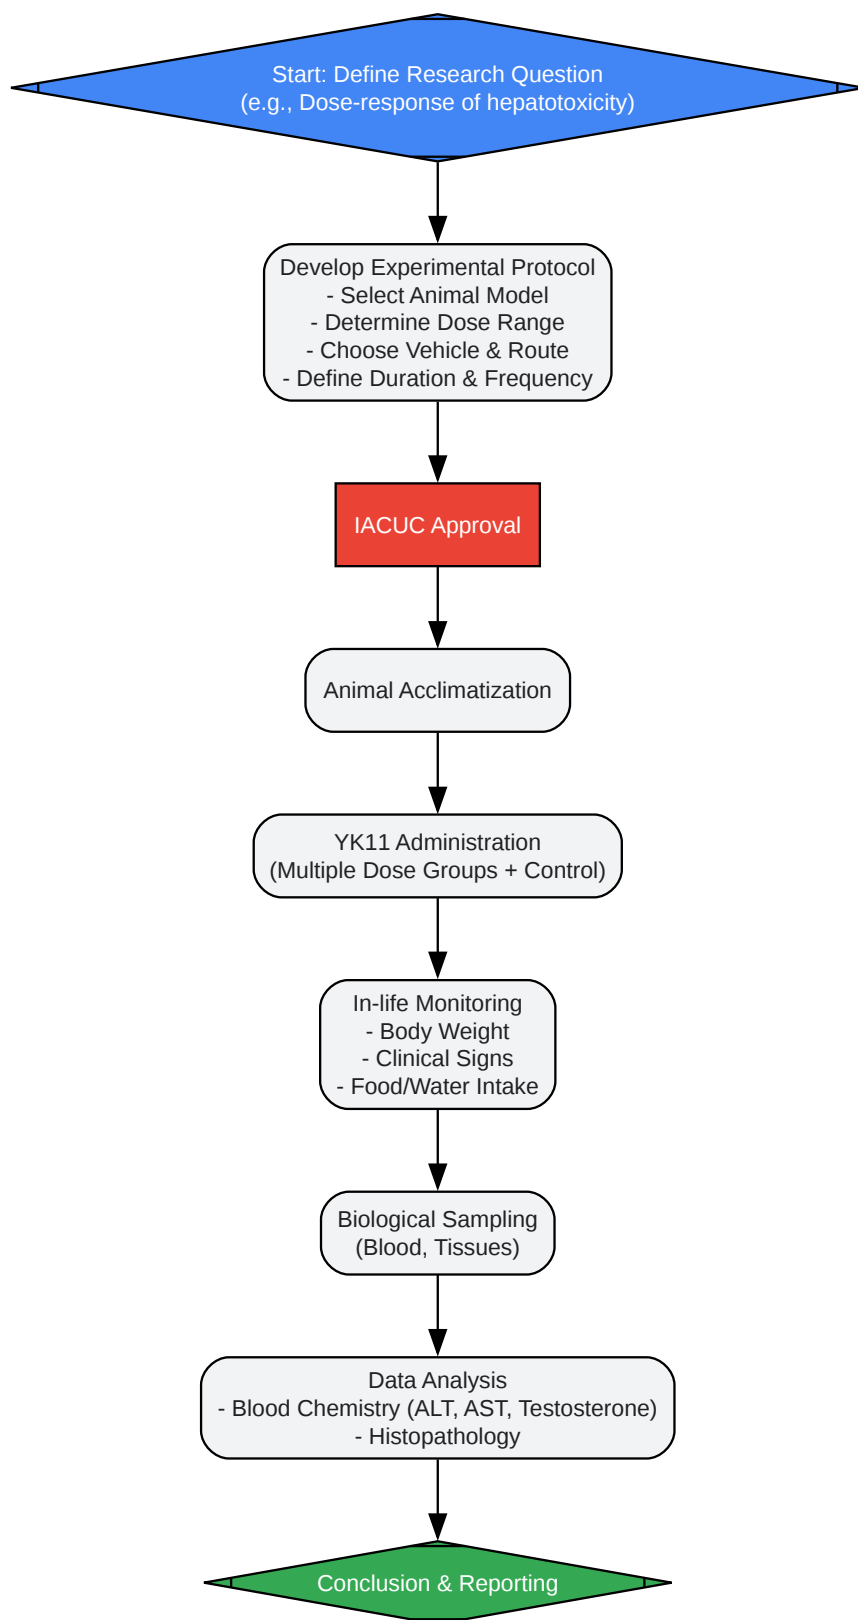 Start: Define Research Question
(e.g., Dose-response of hepatotoxicity)
Develop Experimental Protocol
- Select Animal Model
- Determine Dose Range
- Choose Vehicle & Route
- Define Duration & Frequency
IACUC Approval
Animal Acclimatization
YK11 Administration
(Multiple Dose Groups + Control)
In-life Monitoring
- Body Weight
- Clinical Signs
- Food/Water Intake
Biological Sampling
(Blood, Tissues)
Data Analysis
- Blood Chemistry (ALT, AST, Testosterone)
- Histopathology
Conclusion & Reporting